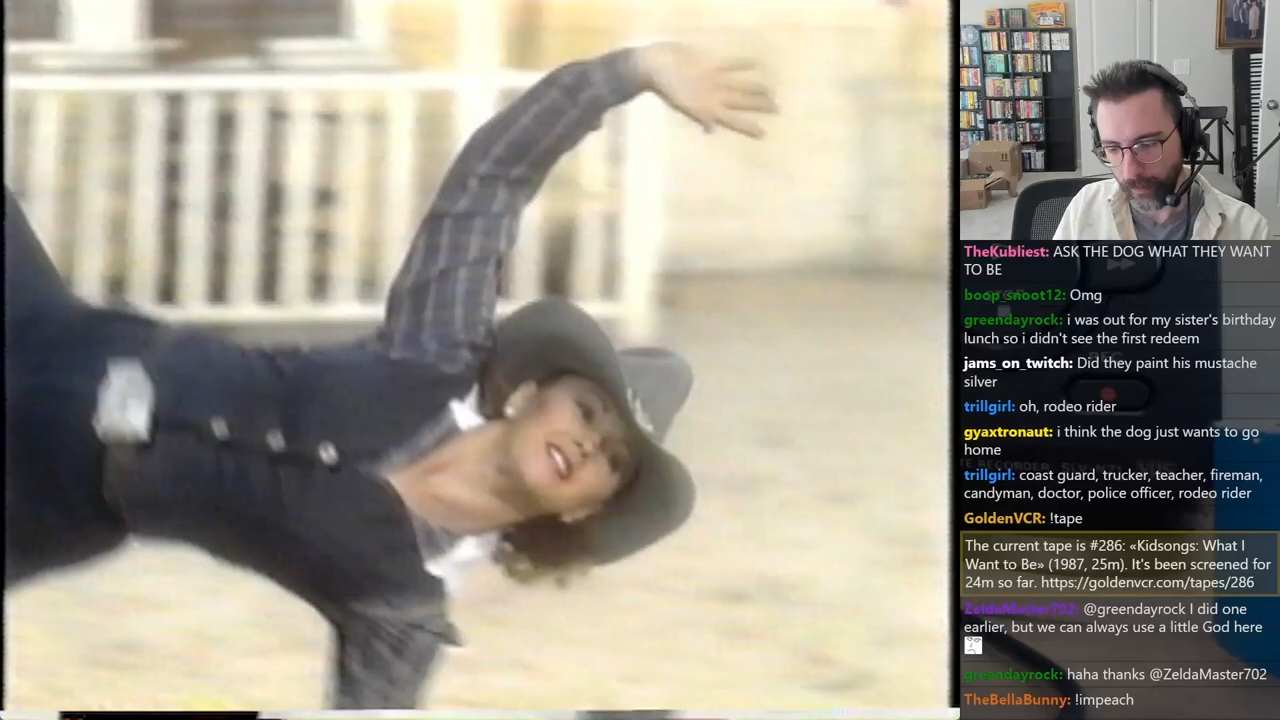 TheKubliest: ASK THE DOG WHAT THEY WANT
TO BE
boop_snoot12: Omg
greendayrock: i was out for my sister's birthday
lunch so i didn't see the first redeem
jams_on_twitch: Did they paint his mustache
silver
trillgirl: oh, rodeo rider
gyaxtronaut: i think the dog just wants to go
home
trillgirl: coast guard, trucker, teacher, fireman,
candyman, doctor, police officer, rodeo rider
GoldenVCR: !tape
The current tape is #286: «Kidsongs: What I
Want to Be» (1987, 25m). It's been screened for
24m so far. https://goldenvcr.com/tapes/286
ZeldaMaster702: @greendayrock I did one
earlier, but we can always use a little God here
greendayrock: haha thanks @ZeldaMaster702
TheBellaBunny: !impeach